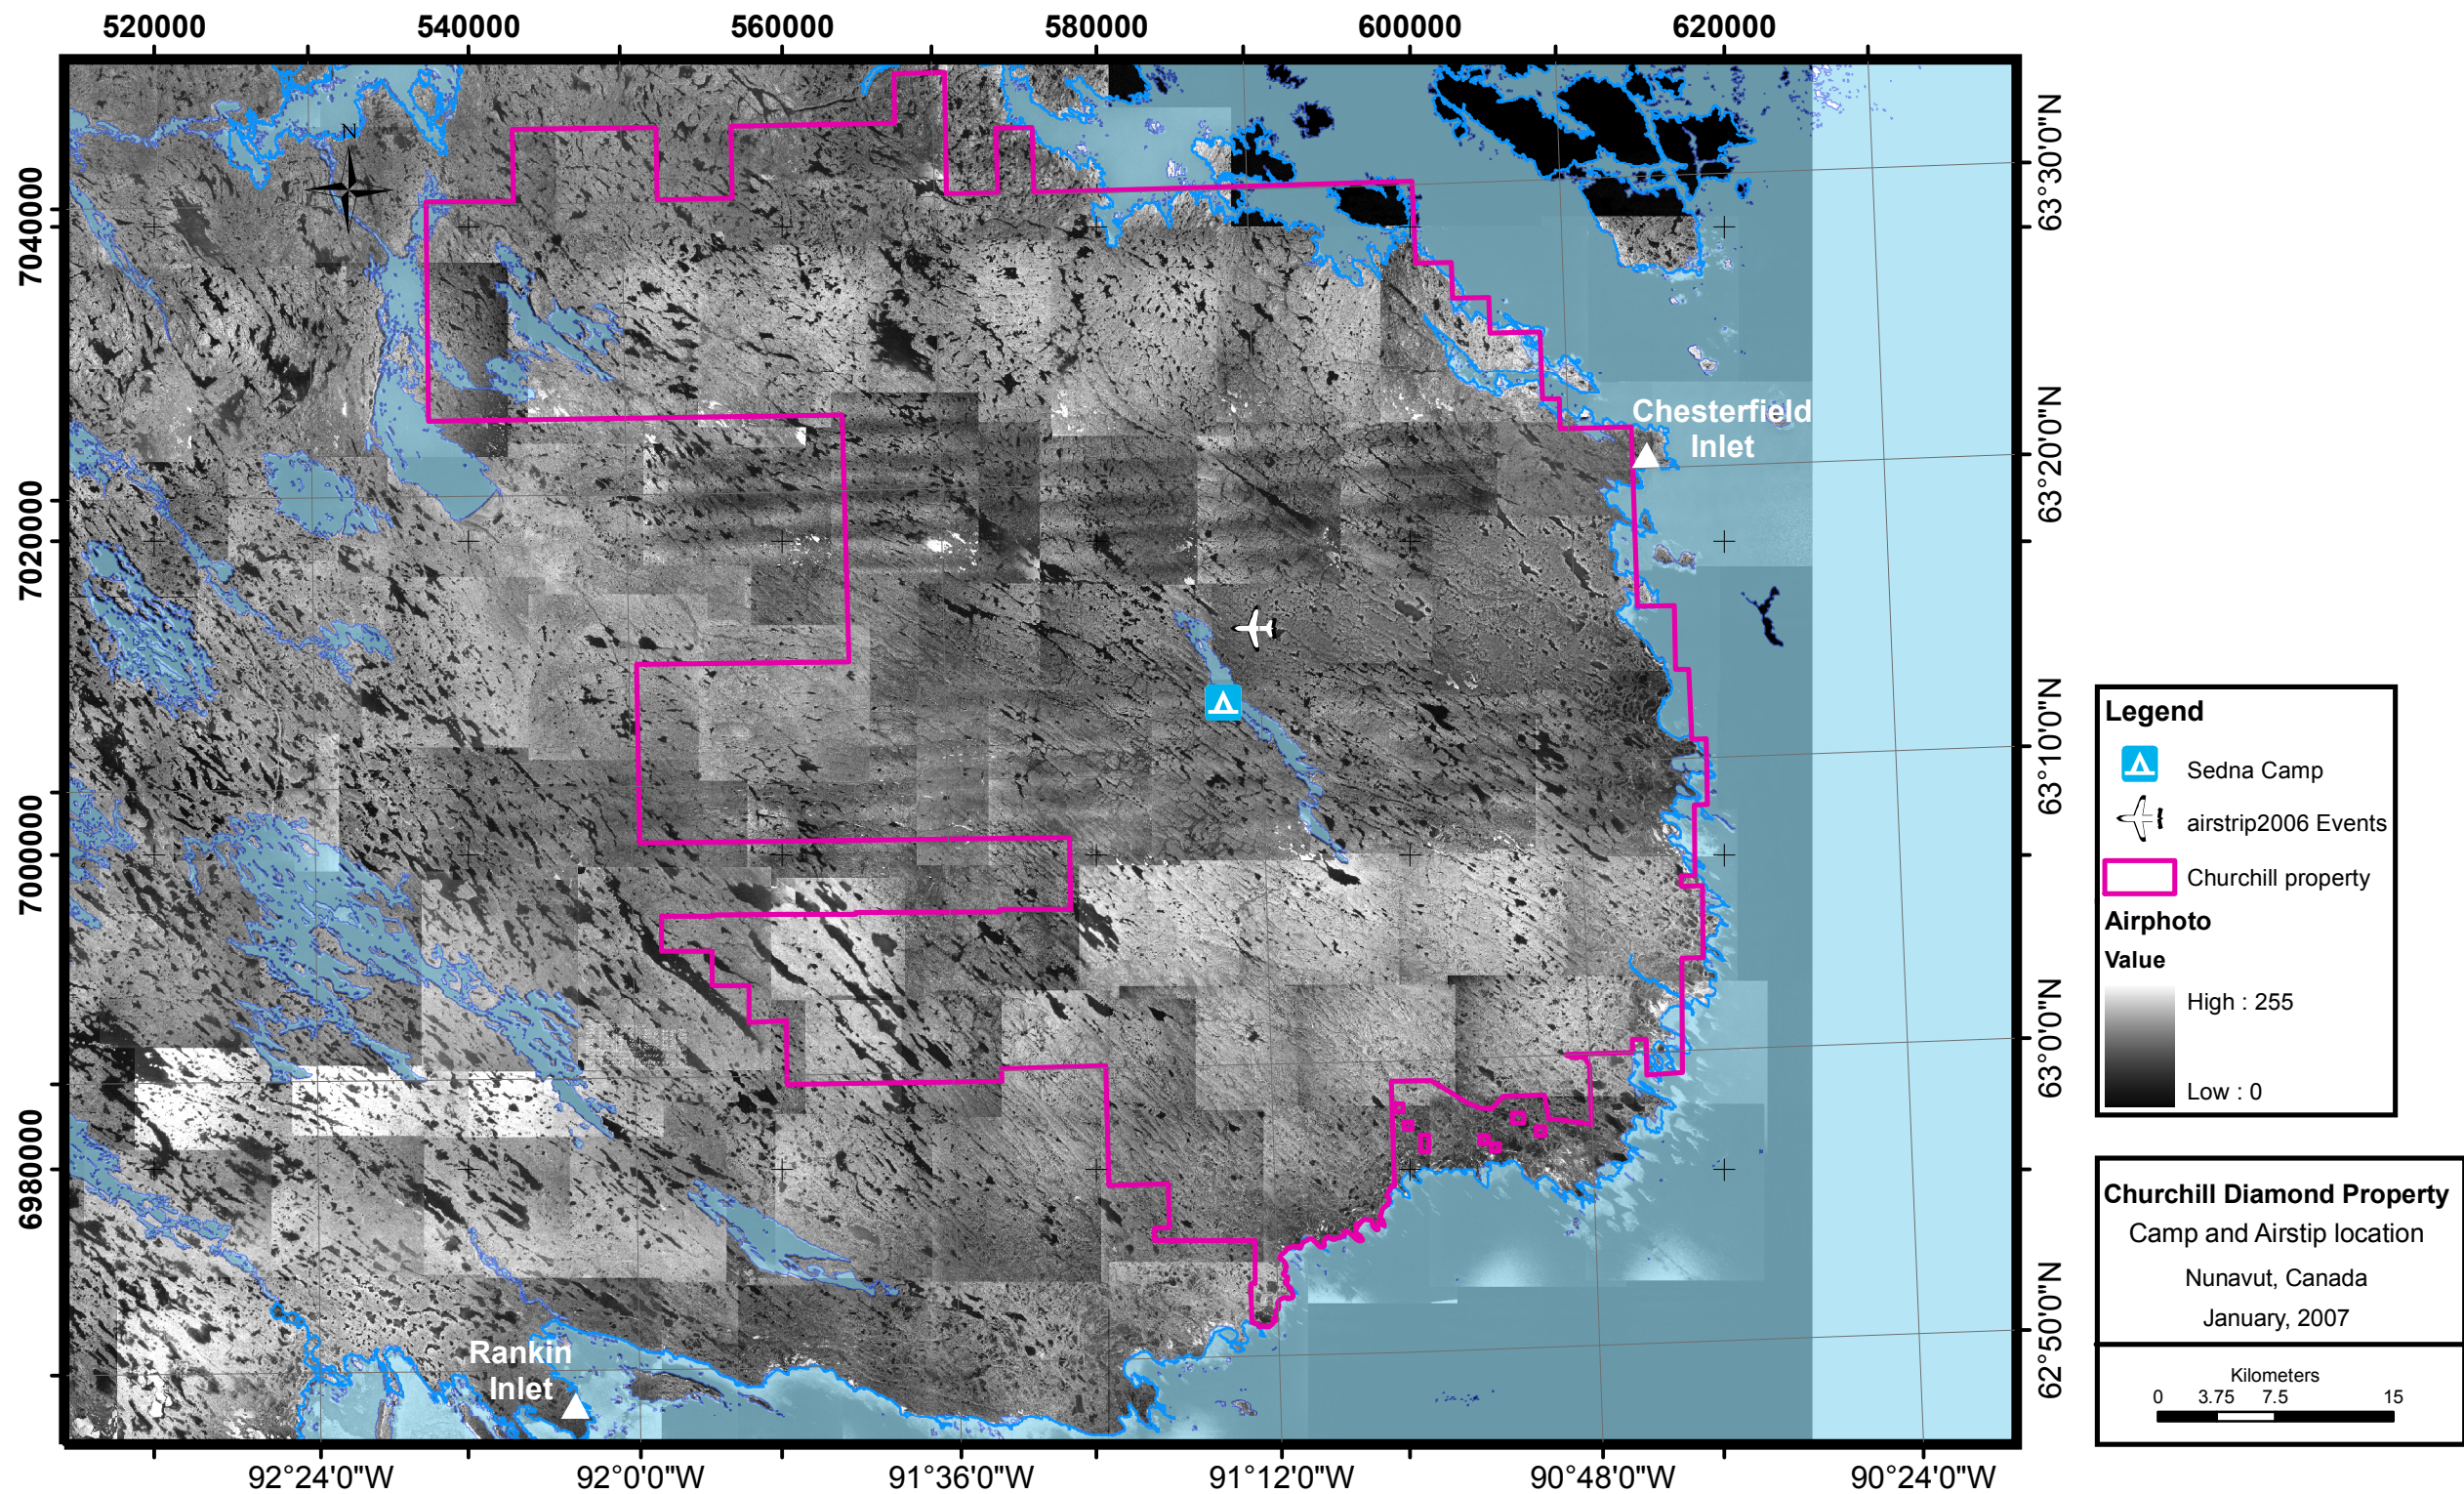 520000 540000 560000 580000 600000 620000
N
7040000
7020000
7000000
6980000
63°30'0"N
63°20'0"N
63°10'0"N
63°0'0"N
62°50'0"N
Chesterfield
Inlet
Rankin
Inlet
92°24'0"W 92°0'0"W 91°36'0"W 91°12'0"W 90°48'0"W 90°24'0"W
Legend
Sedna Camp
airstrip2006 Events
Churchill property
Airphoto
Value
High : 255
Low : 0
Churchill Diamond Property
Camp and Airstip location
Nunavut, Canada
January, 2007
Kilometers
0 3.75 7.5 15